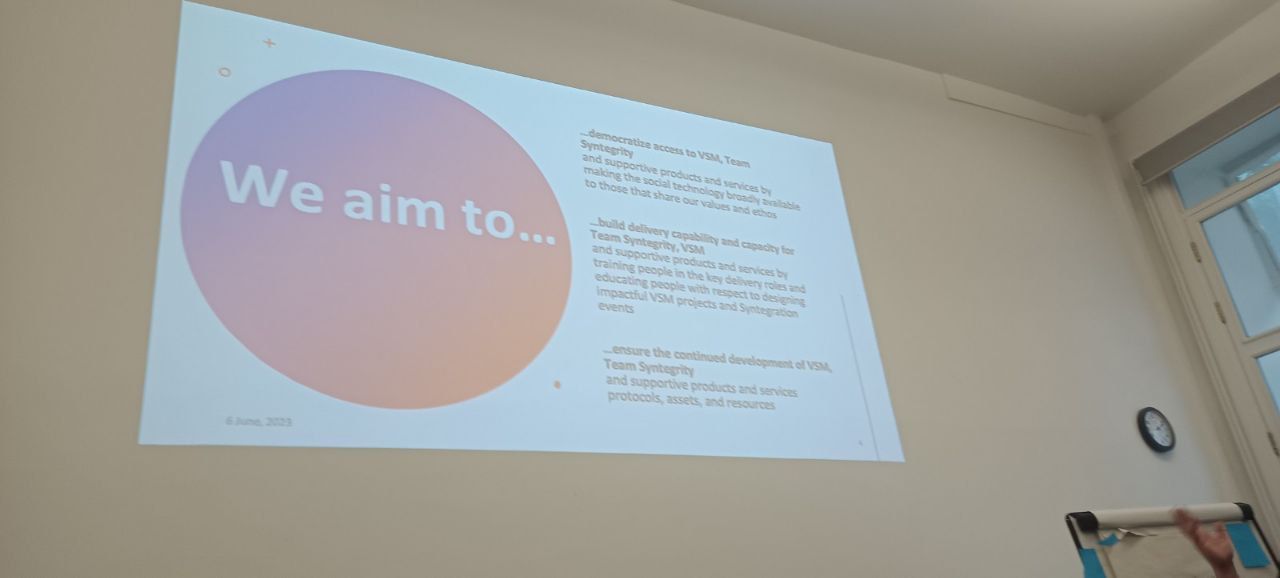 We aim to...
...democratize access to VSM, Team
Syntegrity
and supportive products and services by
making the social technology broadly available
to those that share our values and ethos
...build delivery capability and capacity for
Team Syntegrity, VSM
and supportive products and services by
training people in the key delivery roles and
educating people with respect to designing
impactful VSM projects and Syntegration
events
...ensure the continued development of VSM,
Team Syntegrity
and supportive products and services
protocols, assets, and resources
6 June, 2023